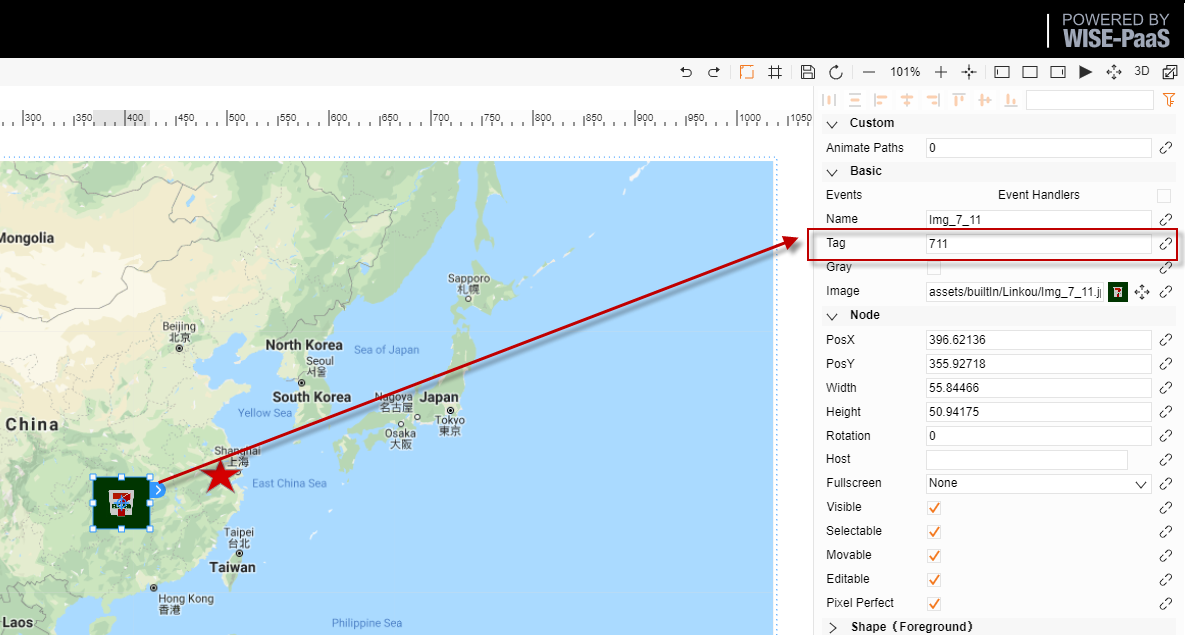 POWERED BY
WISE-PaaS
101%
3D
300
350
400
450
500
550
600
650
700
750
800
850
900
950
1000
1050
Custom
Animate Paths 0
Basic
Events Event Handlers
Name Img_7_11
Tag 711
Gray
Image assets/builtIn/Linkou/Img_7_11.j
Node
PosX 396.62136
PosY 355.92718
Width 55.84466
Height 50.94175
Rotation 0
Host
Fullscreen None
Visible
Selectable
Movable
Editable
Pixel Perfect
Shape (Foreground)
Mongolia
Sapporo
札幌
Beijing
北京
North Korea
Sea of Japan
Seoul
서울
South Korea
Nagoya
名古屋
Japan
Yellow Sea
Tokyo
東京
Osaka
大阪
China
Shanghai
上海
East China Sea
Taipei
台北
Taiwan
Hong Kong
香港
Laos
Philippine Sea